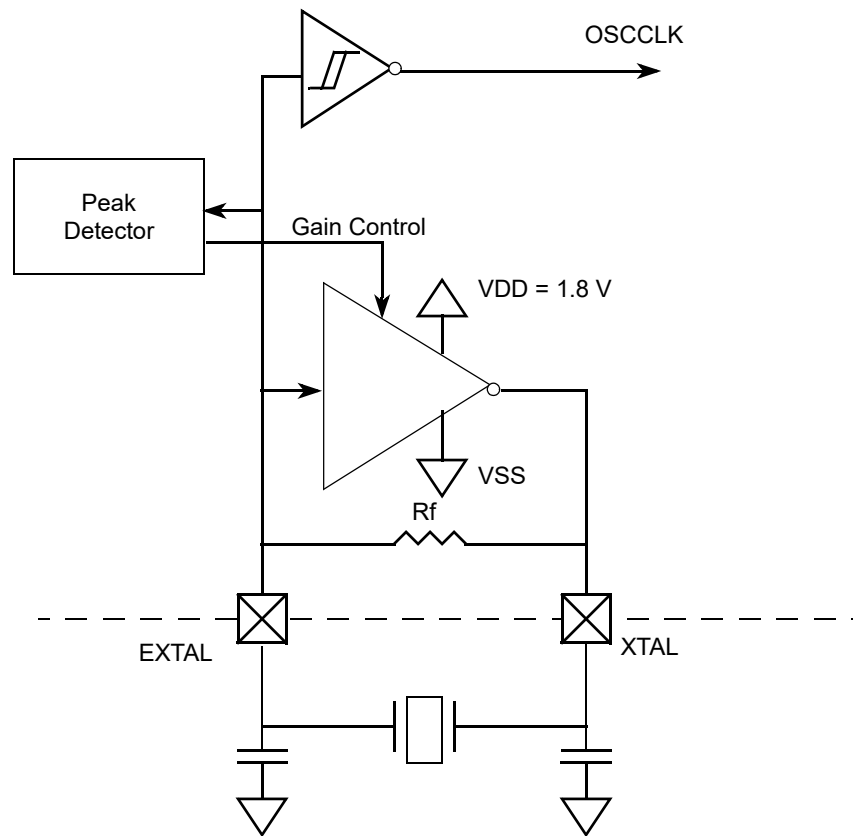 OSCCLK
Peak
Detector
Gain Control
VDD = 1.8 V
VSS
Rf
EXTAL
XTAL